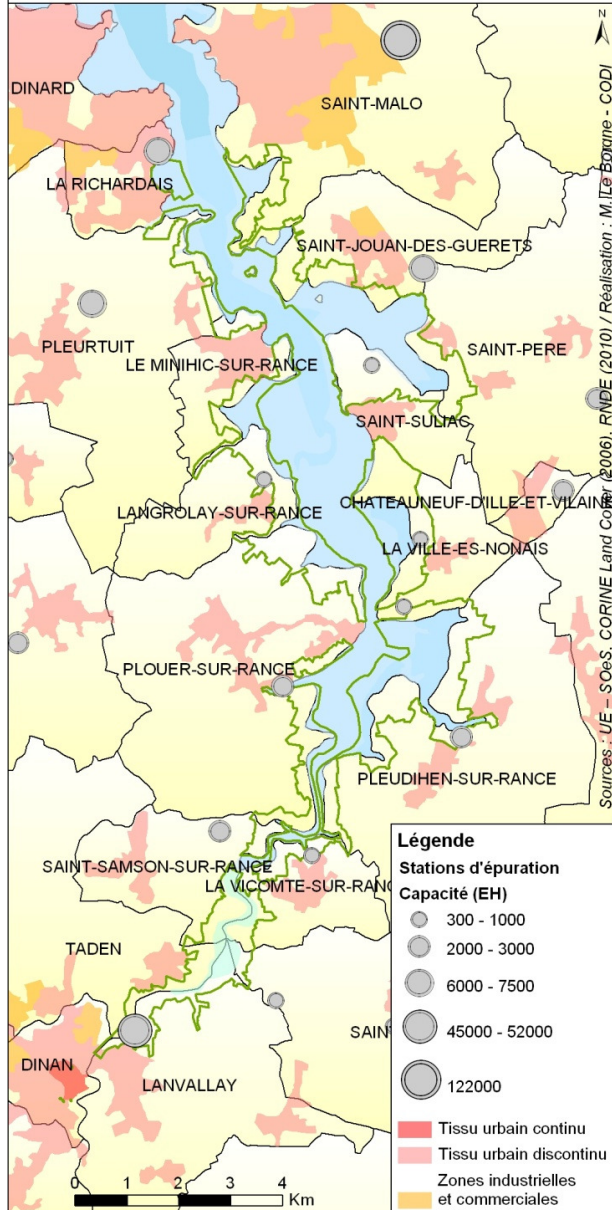 N
DINARD
SAINT-MALO
LA RICHARDAIS
SAINT-JOUAN-DES-GUERETS
PLEURTUIT
LE MINIHIC-SUR-RANCE
SAINT-PERE
SAINT-SULIAC
LANGROLAY-SUR-RANCE
CHATEAUNEUF-D'ILLE-ET-VILAINE
LA VILLE-ES-NONAIS
PLOUER-SUR-RANCE
PLEUDIHEN-SUR-RANCE
SAINT-SAMSON-SUR-RANCE
LA VICOMTE-SUR-RANC
TADEN
SAIN
DINAN
LANVALLAY
Sources : UE – SOeS, CORINE Land Cover (2006), RNDE (2010) / Réalisation : M. Le - CODI
Légende
Stations d'épuration
Capacité (EH)
300 - 1000
2000 - 3000
6000 - 7500
45000 - 52000
122000
Tissu urbain continu
Tissu urbain discontinu
Zones industrielles
et commerciales
0 1 2 3 4
Km